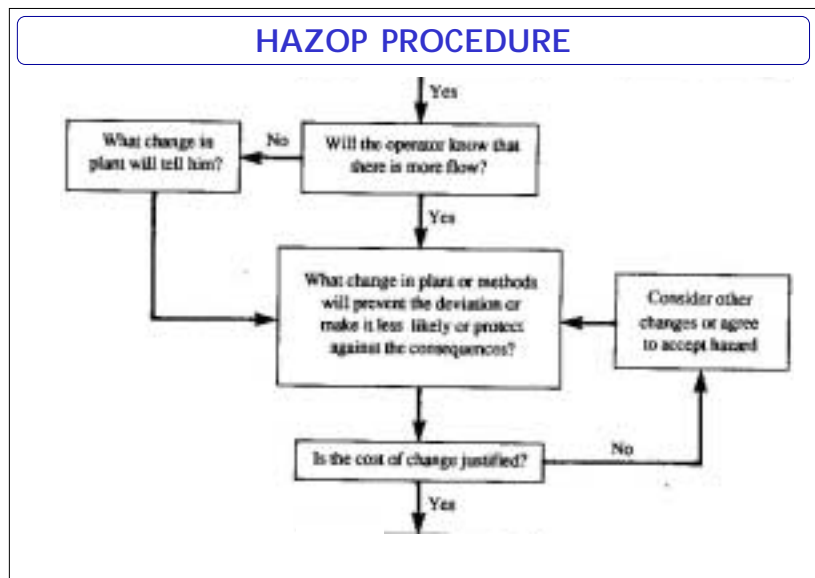 HAZOP PROCEDURE
Yes
What change in
plant will tell him?
No
Will the operator know that
there is more flow?
Yes
What change in plant or methods
will prevent the deviation or
make it less likely or protect
against the consequences?
Consider other
changes or agree
to accept hazard
Is the cost of change justified?
No
Yes